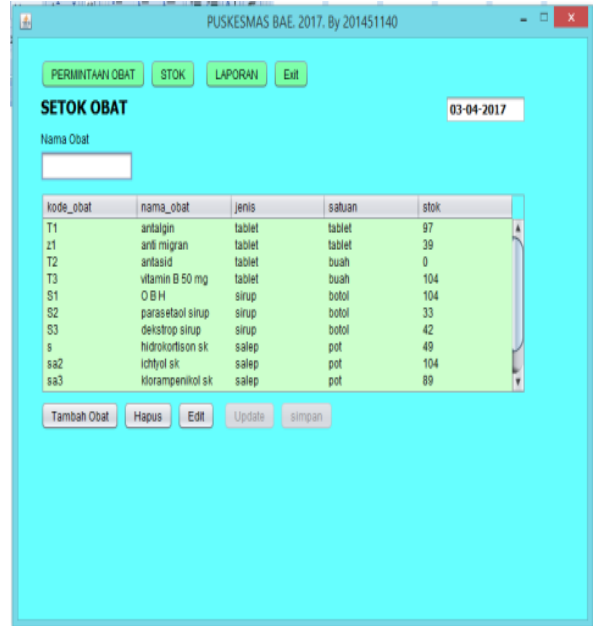 PUSKESMAS BAE. 2017. By 201451140
PERMINTAAN OBAT STOK LAPORAN Exit
SETOK OBAT 03-04-2017
Nama Obat
kode_obat nama_obat jenis satuan stok
T1 antalgin tablet tablet 97
z1 anti migran tablet tablet 39
T2 antasid tablet buah 0
T3 vitamin B 50 mg tablet buah 104
S1 O B H sirup botol 104
S2 parasetaol sirup sirup botol 33
S3 dekstrop sirup sirup botol 42
s hidrokortison sk salep pot 49
sa2 ichtyol sk salep pot 104
sa3 klorampenikol sk salep pot 89
Tambah Obat Hapus Edit Update simpan